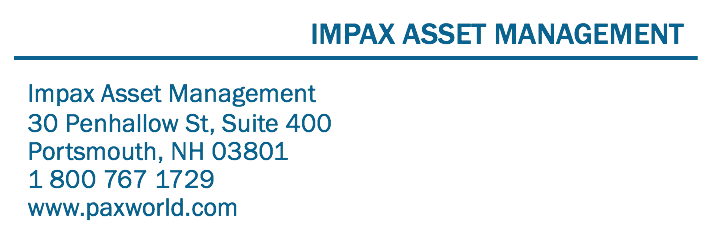 IMPAX ASSET MANAGEMENT
Impax Asset Management
30 Penhallow St, Suite 400
Portsmouth, NH 03801
1 800 767 1729
www.paxworld.com